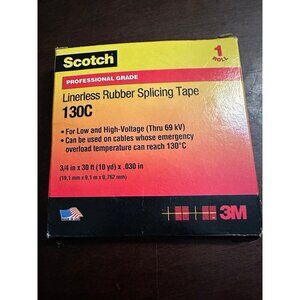 Scotch
1
ROLL
PROFESSIONAL GRADE
Linerless Rubber Splicing Tape
130C
• For Low and High-Voltage (Thru 69 kV)
• Can be used on cables whose emergency
overload temperature can reach 130°C
3/4 in x 30 ft (10 yd) x .030 in
(19,1 mm x 9,1 m x 0,762 mm)
3M